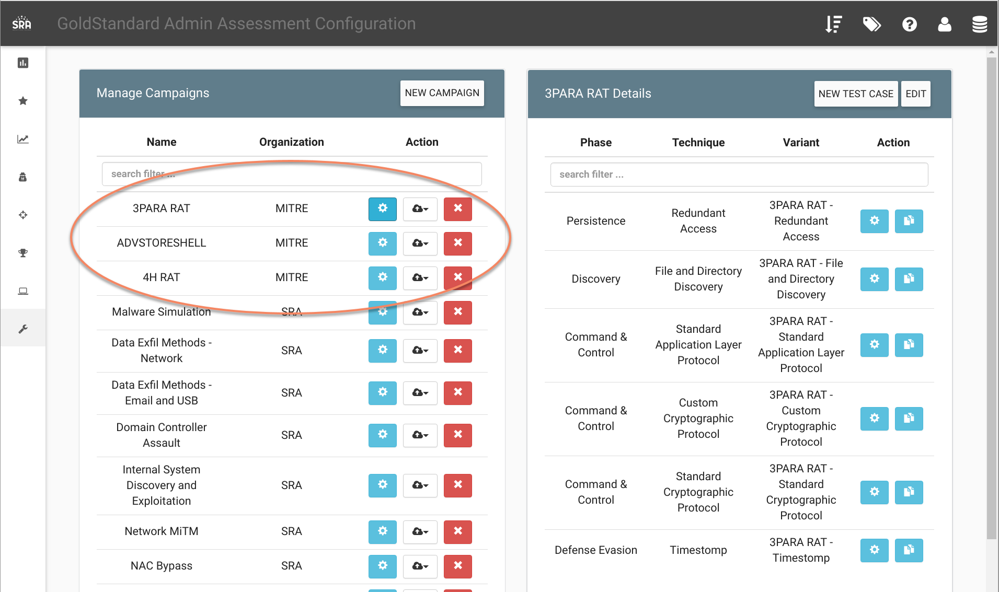 SRA
GoldStandard Admin Assessment Configuration
Manage Campaigns
NEW CAMPAIGN
Name Organization Action
search filter ...
3PARA RAT MITRE
ADVSTORESHELL MITRE
4H RAT MITRE
Malware Simulation SRA
Data Exfil Methods -
Network
SRA
Data Exfil Methods -
Email and USB
SRA
Domain Controller
Assault
SRA
Internal System
Discovery and
Exploitation
SRA
Network MiTM SRA
NAC Bypass SRA
3PARA RAT Details
NEW TEST CASE
EDIT
Phase Technique Variant Action
search filter ...
Persistence
Redundant
Access
3PARA RAT -
Redundant
Access
Discovery
File and Directory
Discovery
3PARA RAT - File
and Directory
Discovery
Command &
Control
Standard
Application Layer
Protocol
3PARA RAT -
Standard
Application Layer
Protocol
Command &
Control
Custom
Cryptographic
Protocol
3PARA RAT -
Custom
Cryptographic
Protocol
Command &
Control
Standard
Cryptographic
Protocol
3PARA RAT -
Standard
Cryptographic
Protocol
Defense Evasion
Timestomp
3PARA RAT -
Timestomp